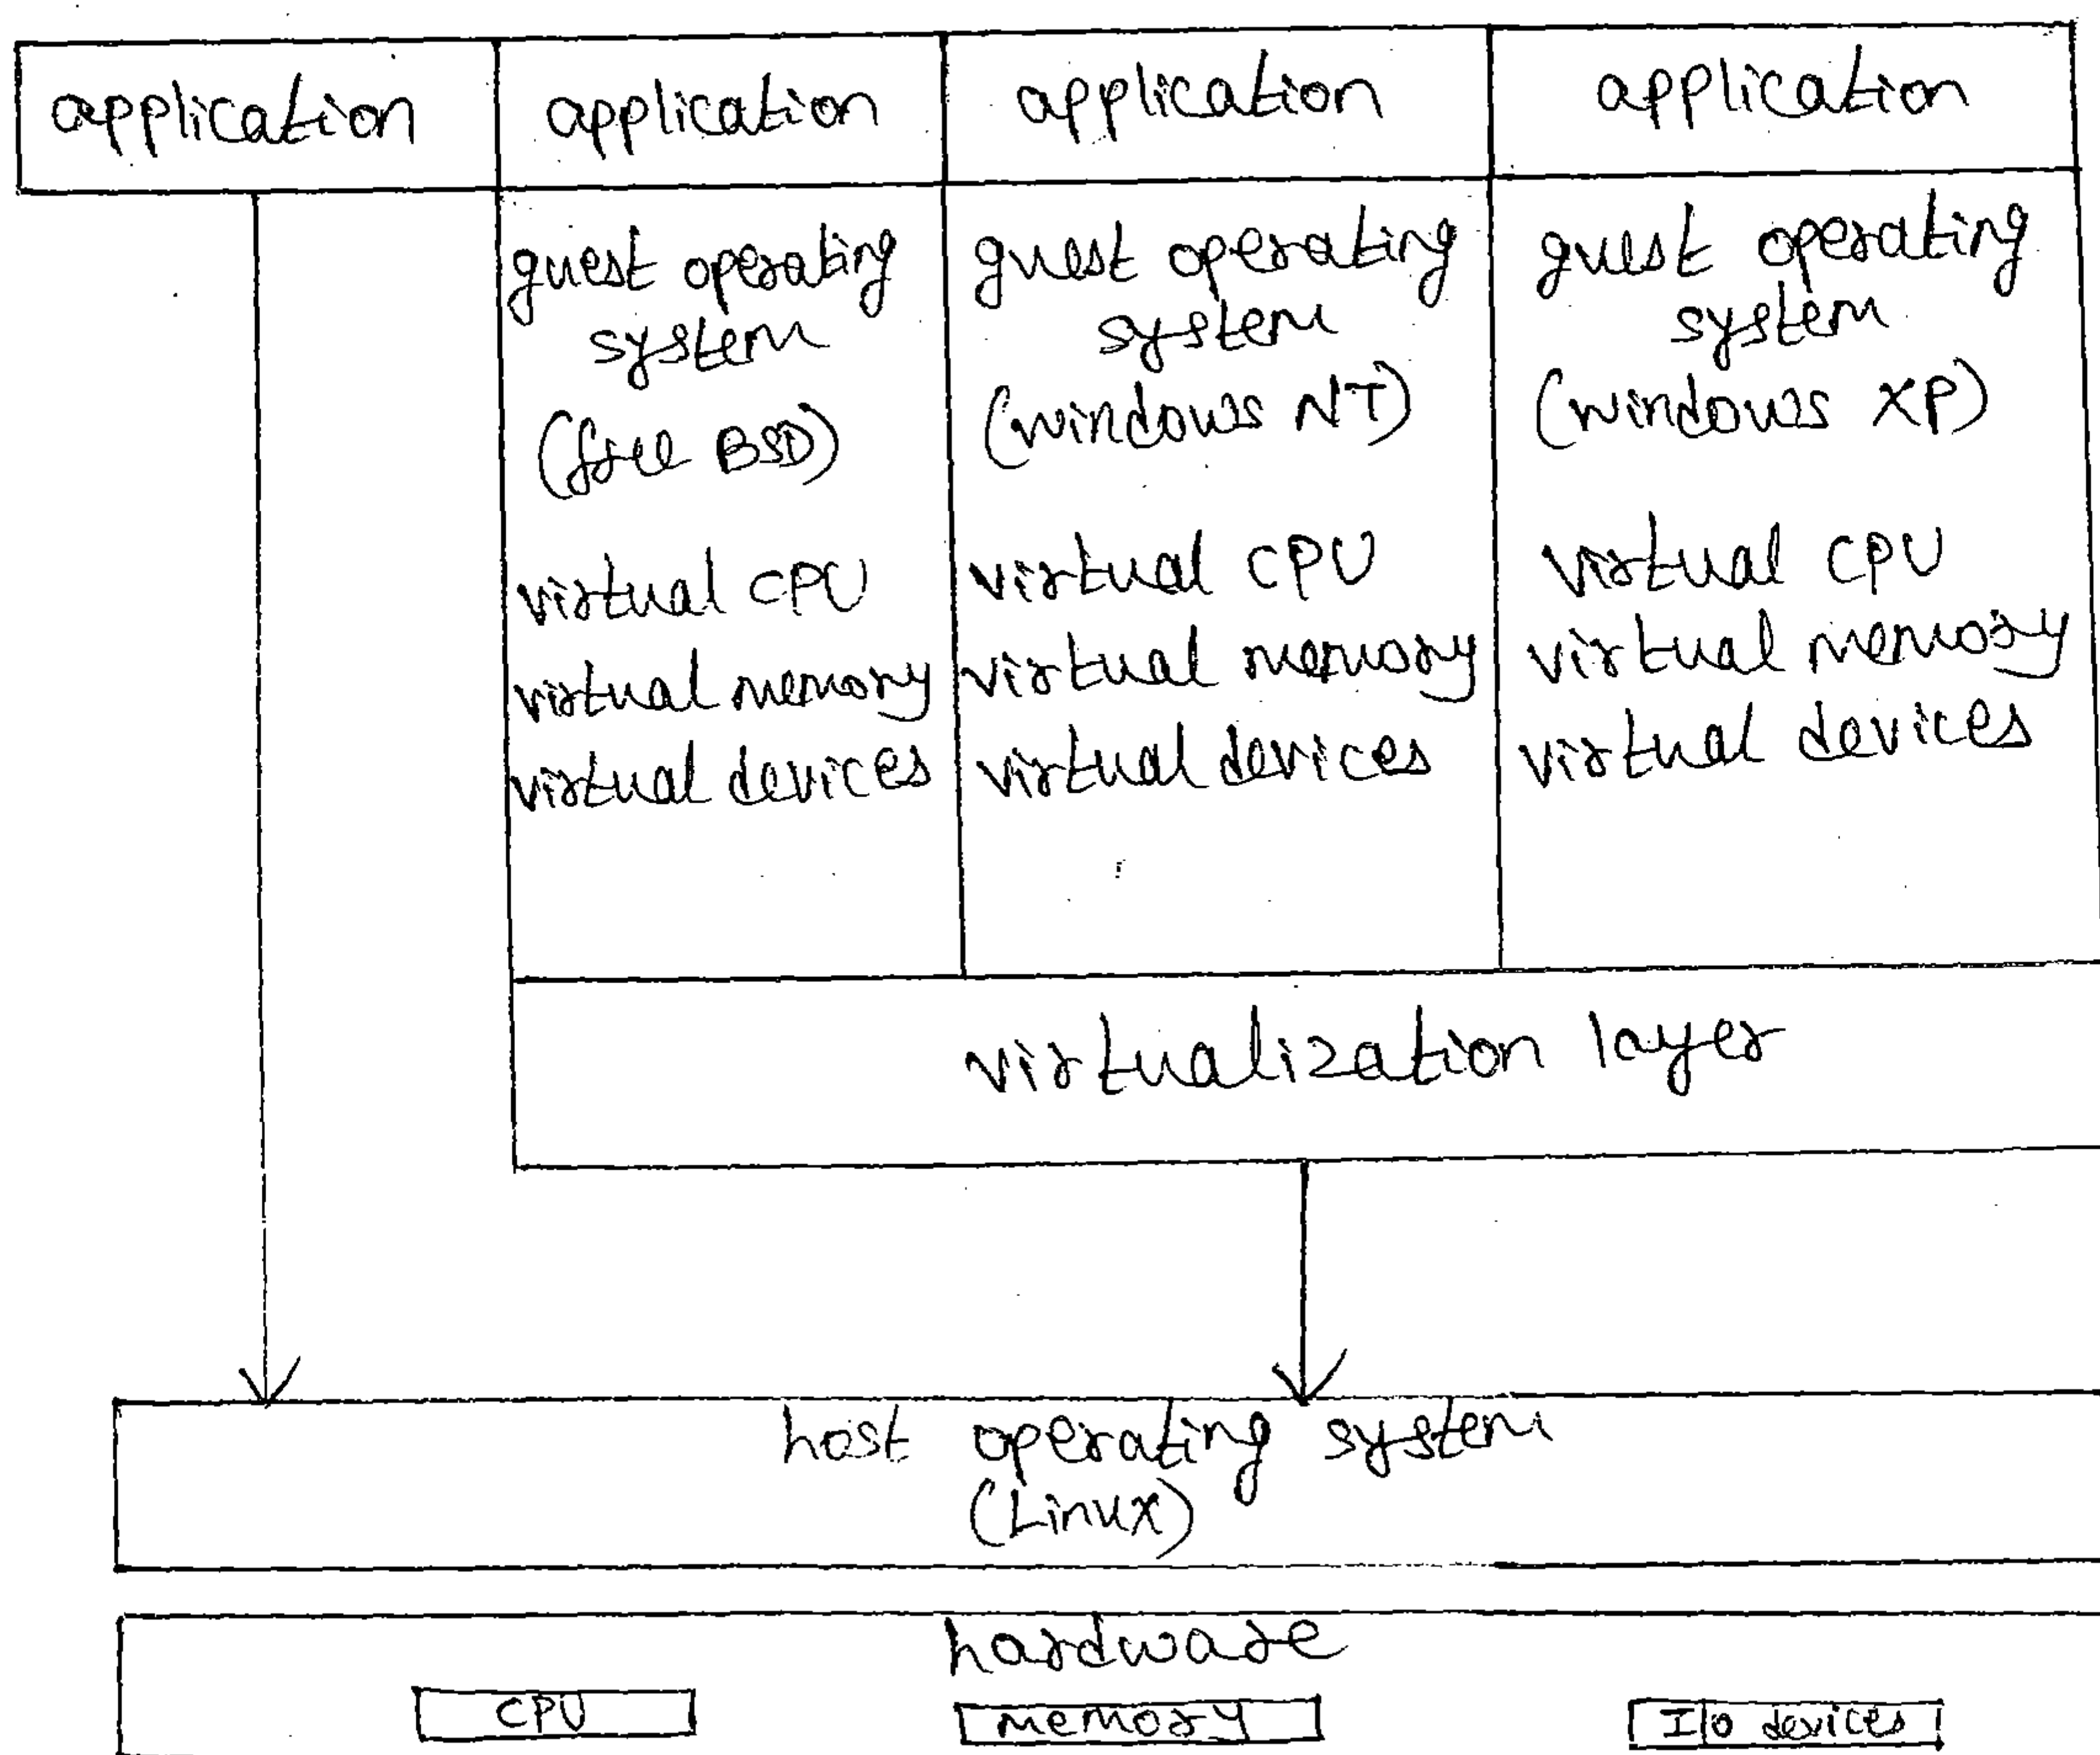 application
application
application
application
guest operating
system
(free BSD)
virtual CPU
virtual memory
virtual devices
guest operating
system
(windows NT)
virtual CPU
virtual memory
virtual devices
guest operating
system
(windows XP)
virtual CPU
virtual memory
virtual devices
virtualization layer
host operating system
(Linux)
hardware
CPU
memory
I/o devices